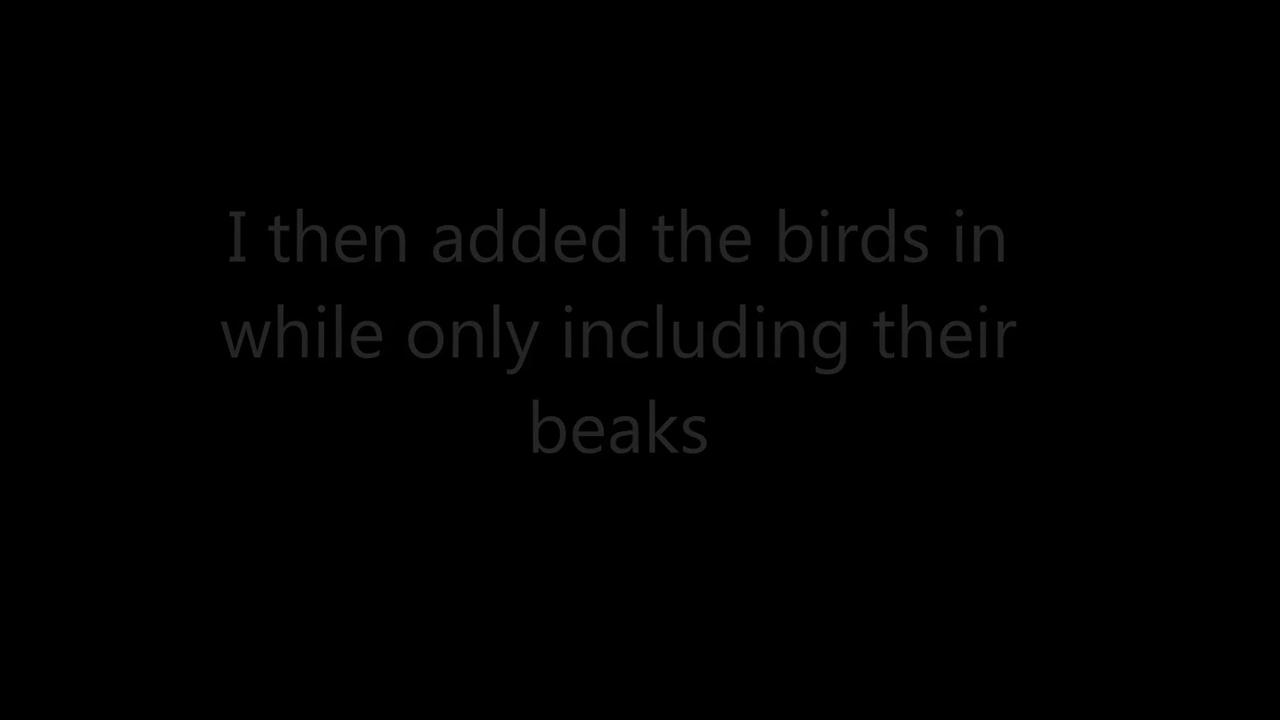 I then added the birds in
while only including their
beaks